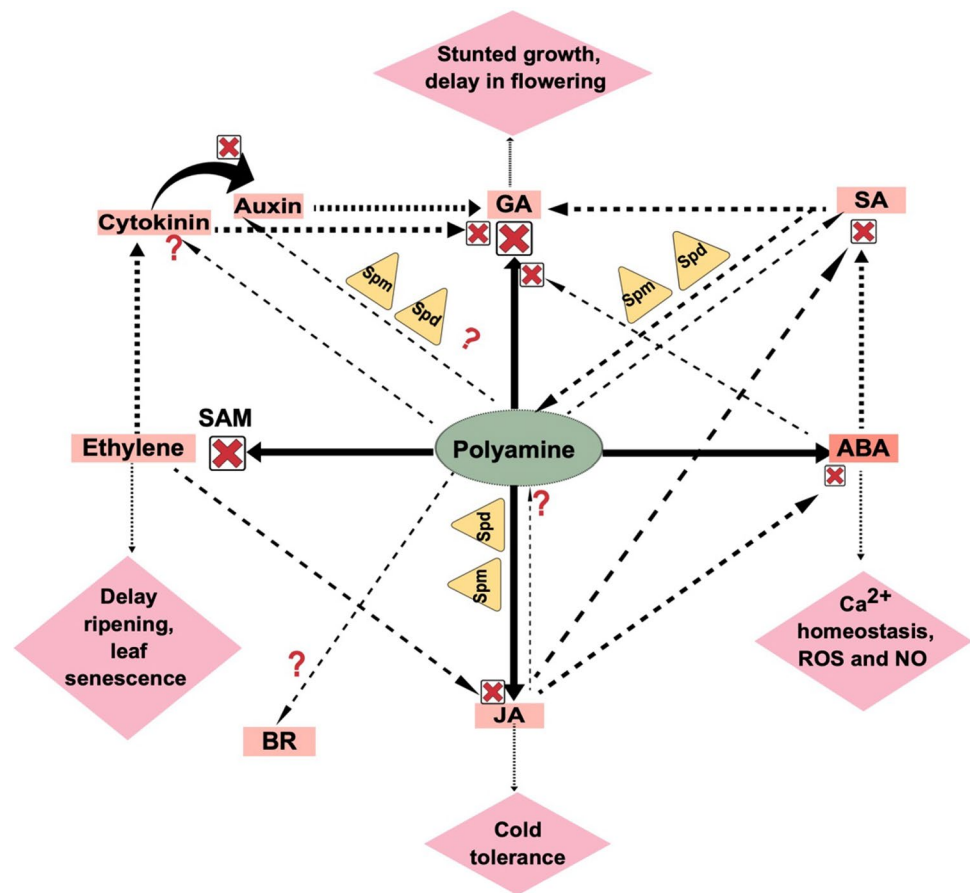 Stunted growth,
delay in flowering
Auxin
GA
SA
Cytokinin
?
Spm
Spd
?
Spm
Spd
SAM
Ethylene
Polyamine
ABA
?
Spd
Spm
Delay
ripening,
leaf
senescence
Ca2+
homeostasis,
ROS and NO
?
BR
JA
Cold
tolerance